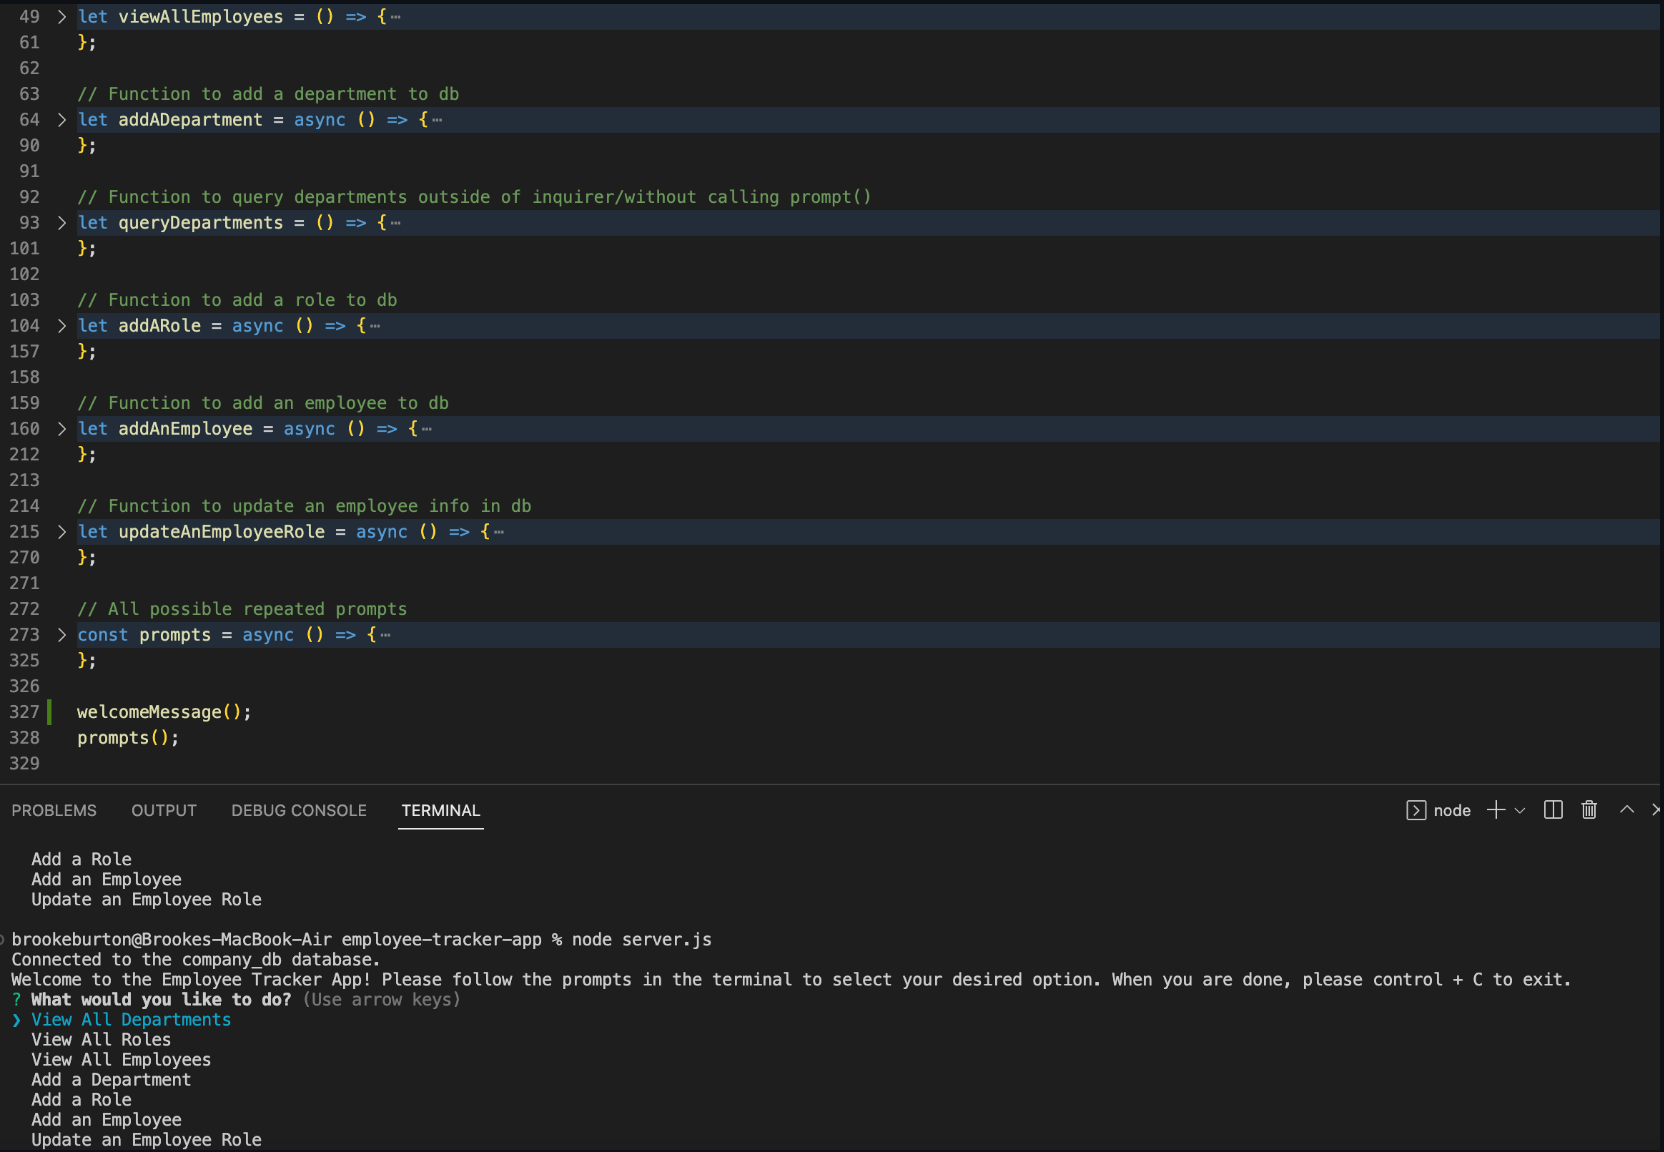 49 > let viewAllEmployees = () => {⋯
61 };
62
63 // Function to add a department to db
64 > let addADepartment = async () => {⋯
90 };
91
92 // Function to query departments outside of inquirer/without calling prompt()
93 > let queryDepartments = () => {⋯
101 };
102
103 // Function to add a role to db
104 > let addARole = async () => {⋯
157 };
158
159 // Function to add an employee to db
160 > let addAnEmployee = async () => {⋯
212 };
213
214 // Function to update an employee info in db
215 > let updateAnEmployeeRole = async () => {⋯
270 };
271
272 // All possible repeated prompts
273 > const prompts = async () => {⋯
325 };
326
327 welcomeMessage();
328 prompts();
329
PROBLEMS OUTPUT DEBUG CONSOLE TERMINAL node
Add a Role
Add an Employee
Update an Employee Role
brookeburton@Brookes-MacBook-Air employee-tracker-app % node server.js
Connected to the company_db database.
Welcome to the Employee Tracker App! Please follow the prompts in the terminal to select your desired option. When you are done, please control + C to exit.
? What would you like to do? (Use arrow keys)
❯ View All Departments
View All Roles
View All Employees
Add a Department
Add a Role
Add an Employee
Update an Employee Role